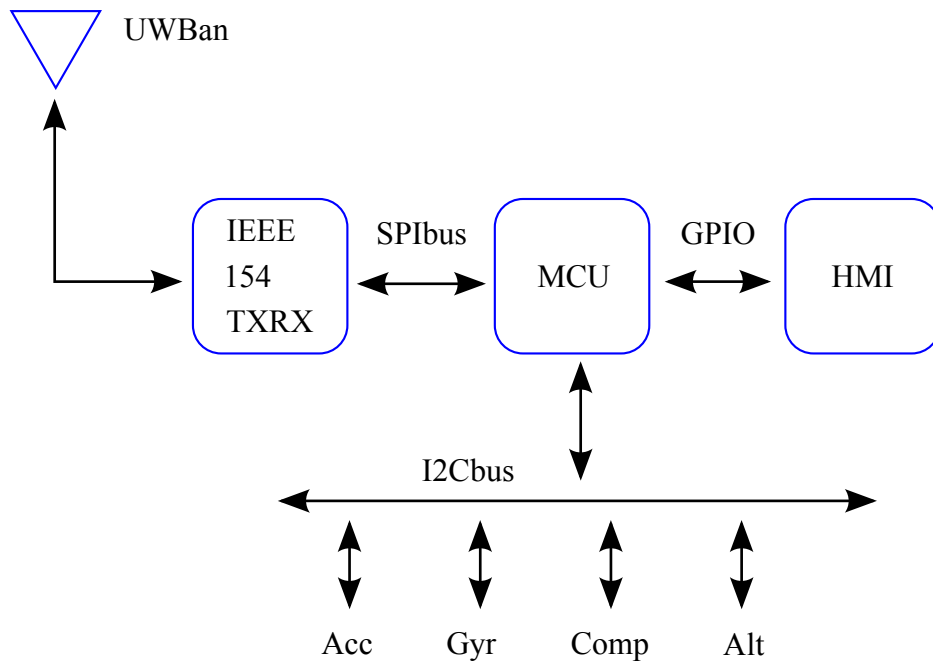 UWBan
IEEE
154
TXRX
SPIbus
MCU
GPIO
HMI
I2Cbus
Acc
Gyr
Comp
Alt